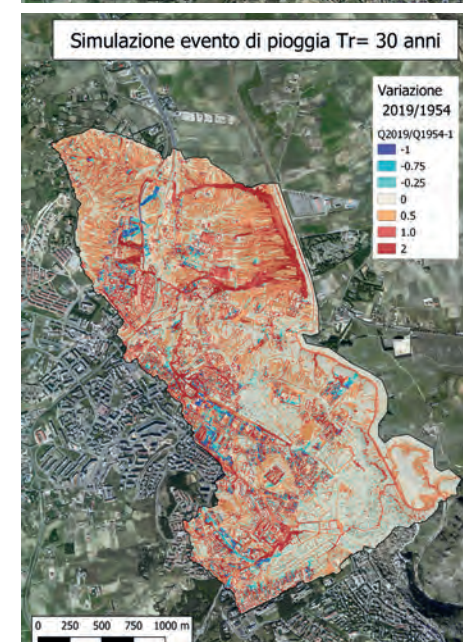 Simulazione evento di pioggia Tr= 30 anni
Variazione
2019/1954
Q2019/Q1954-1
-1
-0.75
-0.25
0
0.5
1.0
2
0 250 500 750 1000 m